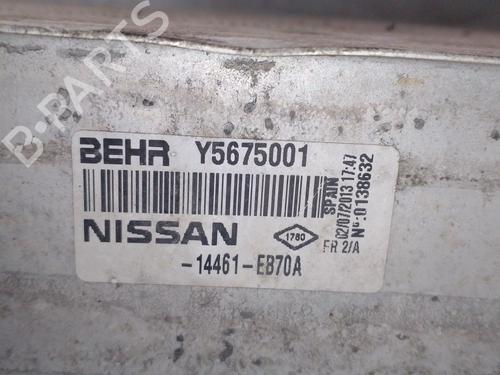 B-PARTS
BEHR Y5675001
NISSAN
1780
-14461-EB70A
SPAIN
02/07/2013 17:47
Nº:0138632
FR 2/A